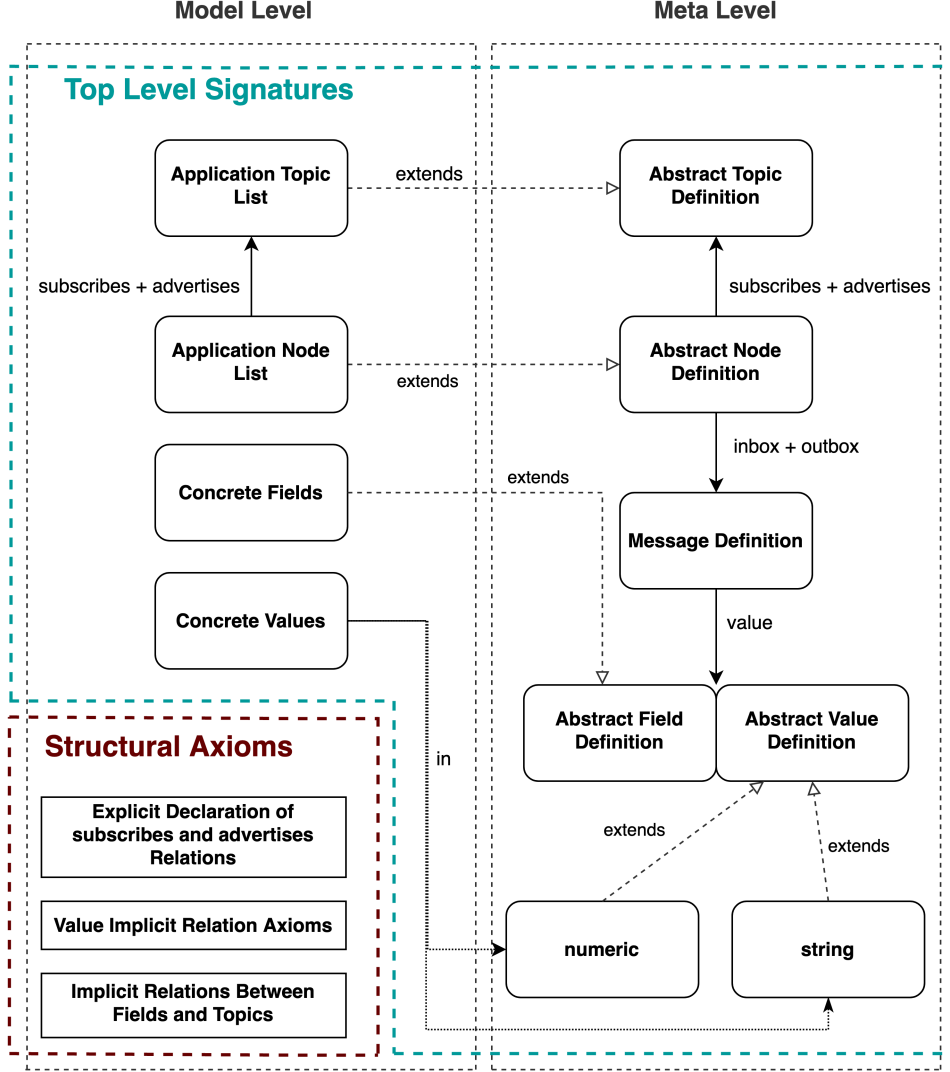 Model Level
Meta Level
Top Level Signatures
Application Topic
List
extends
Abstract Topic
Definition
subscribes + advertises
subscribes + advertises
Application Node
List
extends
Abstract Node
Definition
inbox + outbox
Concrete Fields
extends
Message Definition
Concrete Values
value
Abstract Field
Definition
Abstract Value
Definition
Structural Axioms
in
Explicit Declaration of
subscribes and advertises
Relations
extends
extends
Value Implicit Relation Axioms
numeric
string
Implicit Relations Between
Fields and Topics